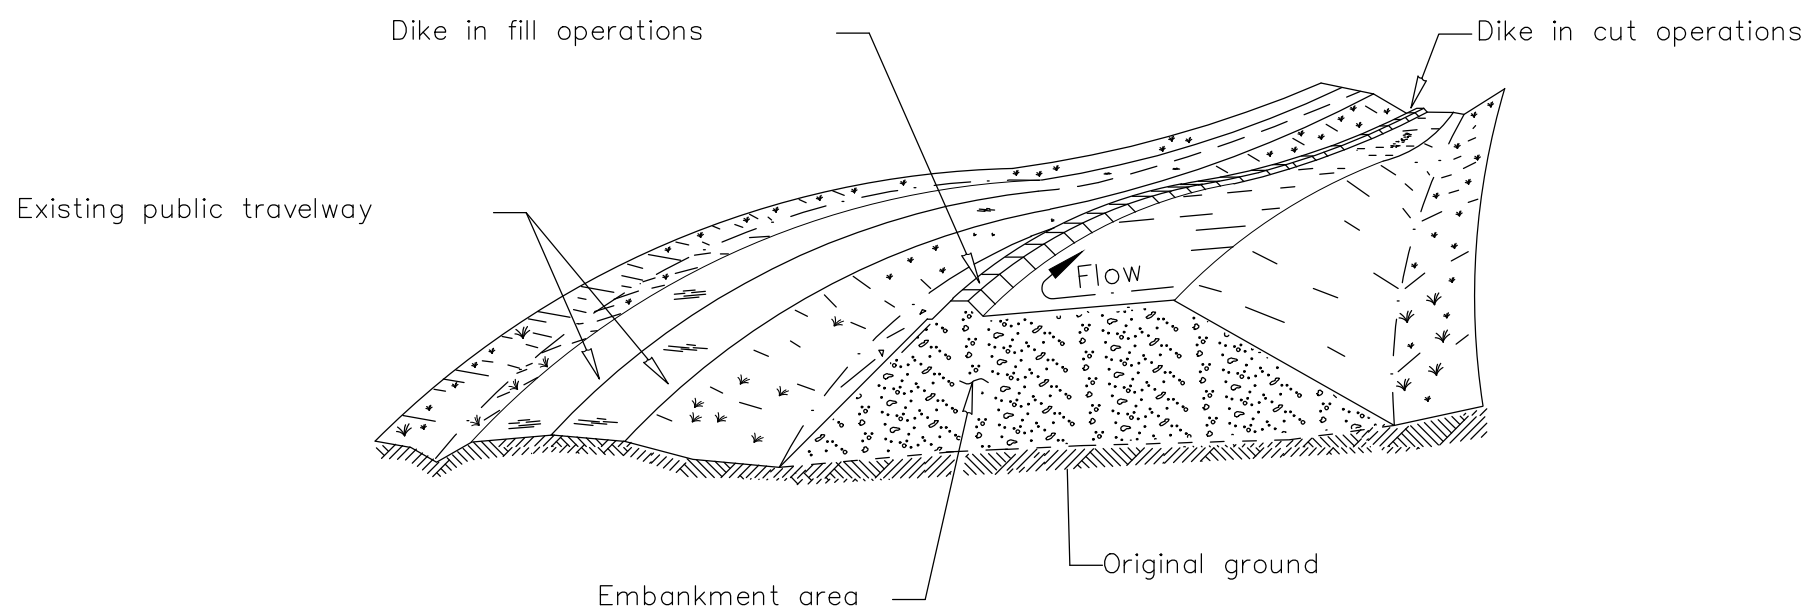 Dike in fill operations
Dike in cut operations
Existing public travelway
Flow
Original ground
Embankment area